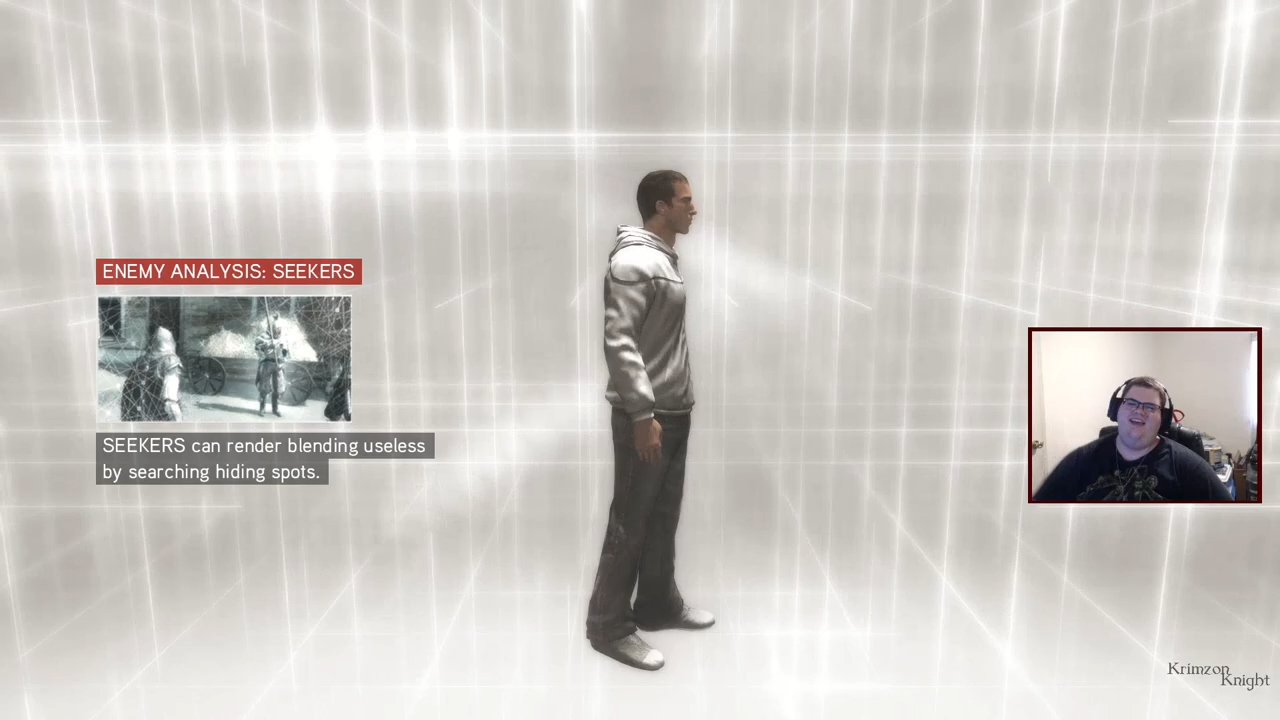 ENEMY ANALYSIS: SEEKERS
SEEKERS can render blending useless
by searching hiding spots.
Krimzon
Knight